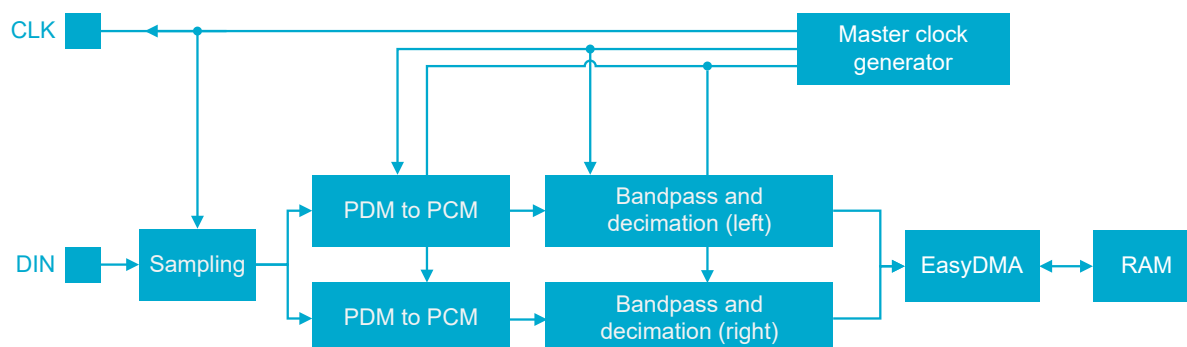 CLK
Master clock
generator
PDM to PCM
Bandpass and
decimation (left)
DIN
Sampling
EasyDMA
RAM
PDM to PCM
Bandpass and
decimation (right)